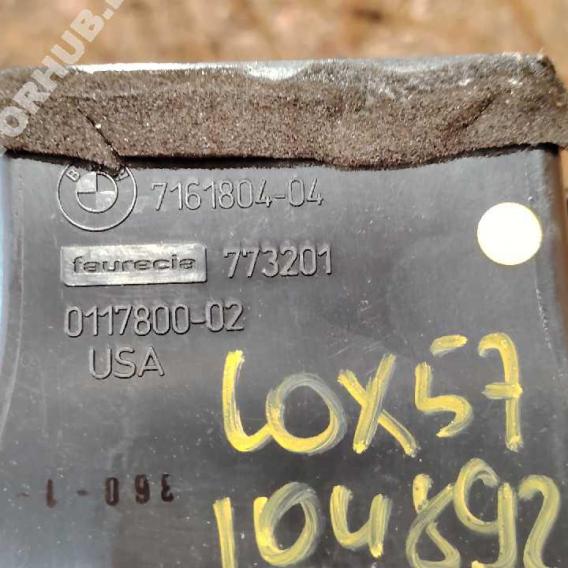 ORHUB.
7161804-04
faurecia 773201
0117800-02
USA
LOX57
360-1-
104892